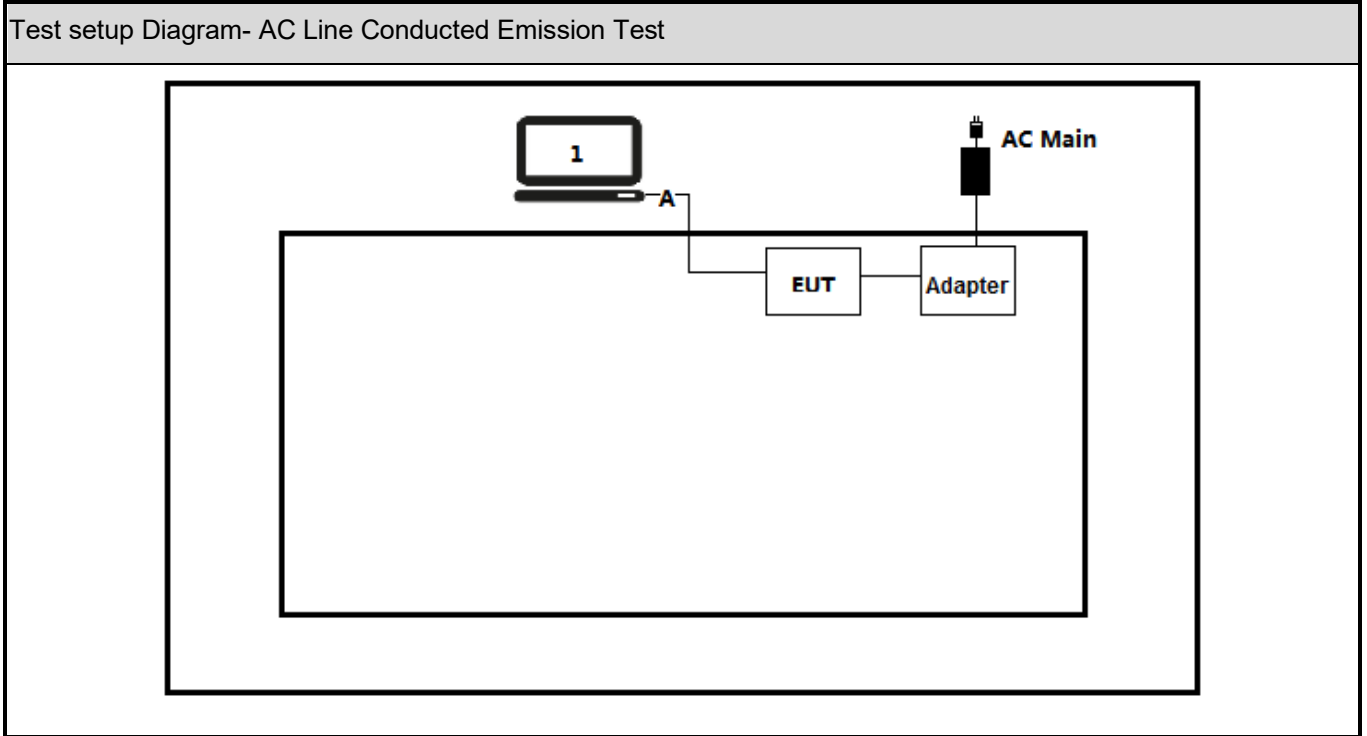 Test setup Diagram- AC Line Conducted Emission Test
1
AC Main
A
EUT
Adapter